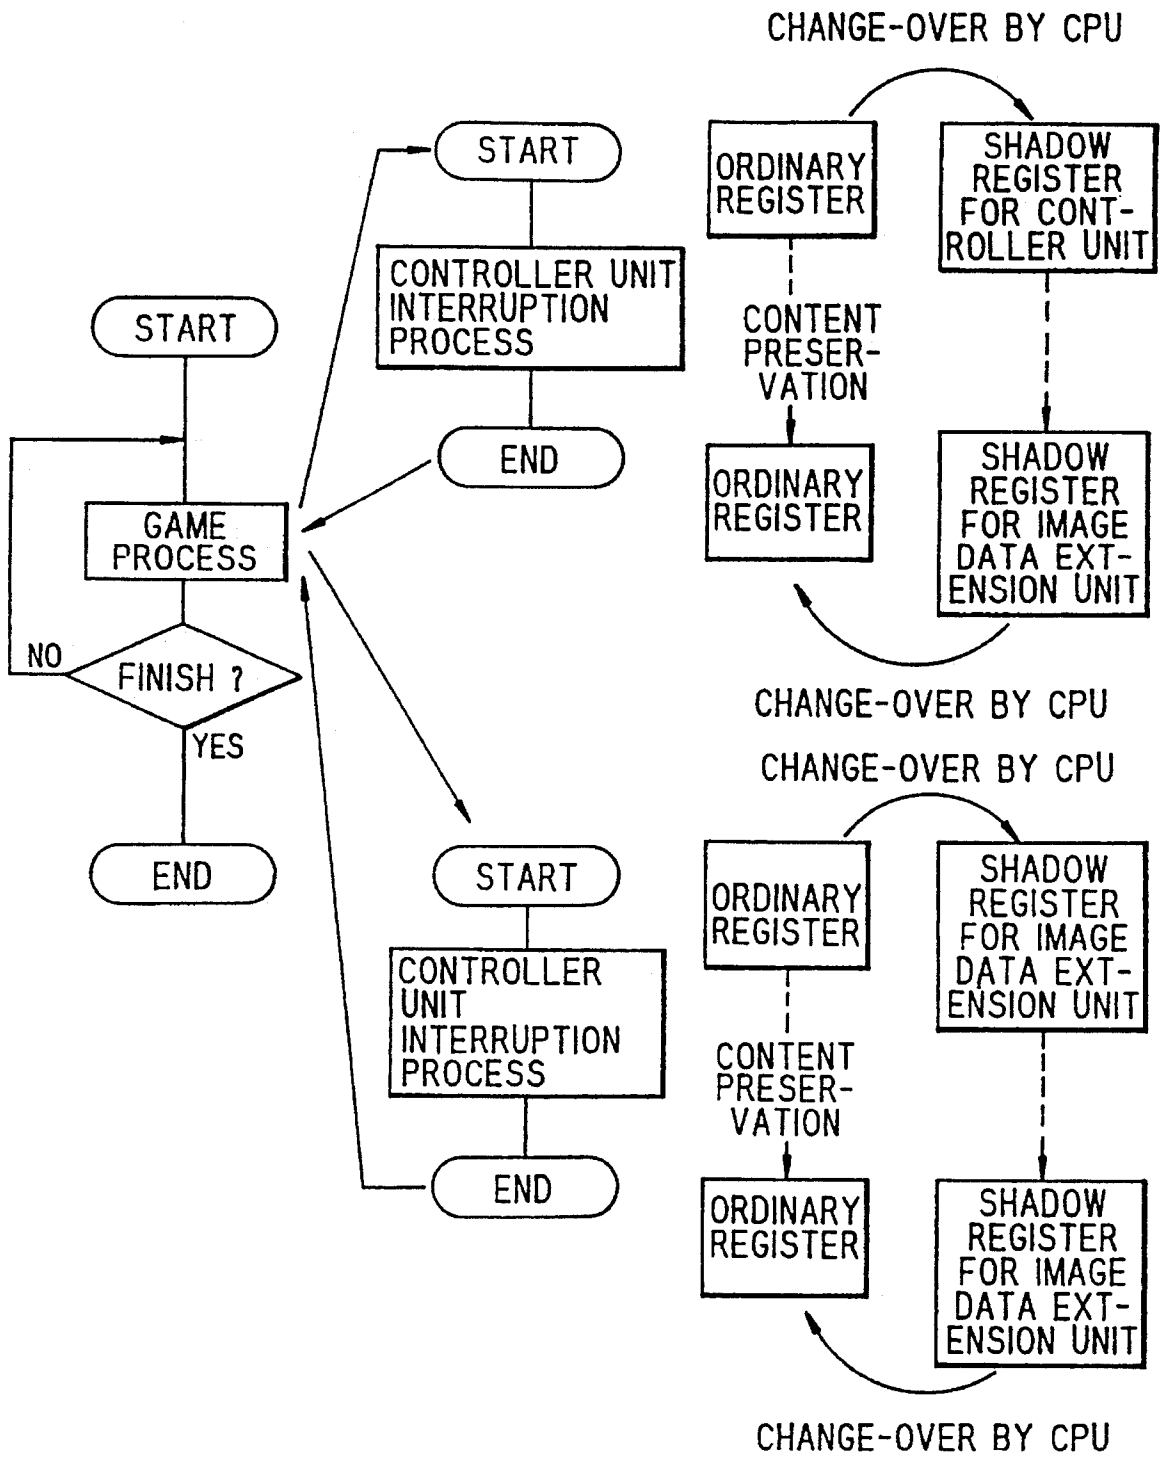 START
GAME
PROCESS
FINISH ?
NO
YES
END
START
CONTROLLER UNIT
INTERRUPTION
PROCESS
END
START
CONTROLLER
UNIT
INTERRUPTION
PROCESS
END
CHANGE-OVER BY CPU
ORDINARY
REGISTER
SHADOW
REGISTER
FOR CONT-
ROLLER UNIT
CONTENT
PRESER-
VATION
ORDINARY
REGISTER
SHADOW
REGISTER
FOR IMAGE
DATA EXT-
ENSION UNIT
CHANGE-OVER BY CPU
CHANGE-OVER BY CPU
ORDINARY
REGISTER
SHADOW
REGISTER
FOR IMAGE
DATA EXT-
ENSION UNIT
CONTENT
PRESER-
VATION
ORDINARY
REGISTER
SHADOW
REGISTER
FOR IMAGE
DATA EXT-
ENSION UNIT
CHANGE-OVER BY CPU